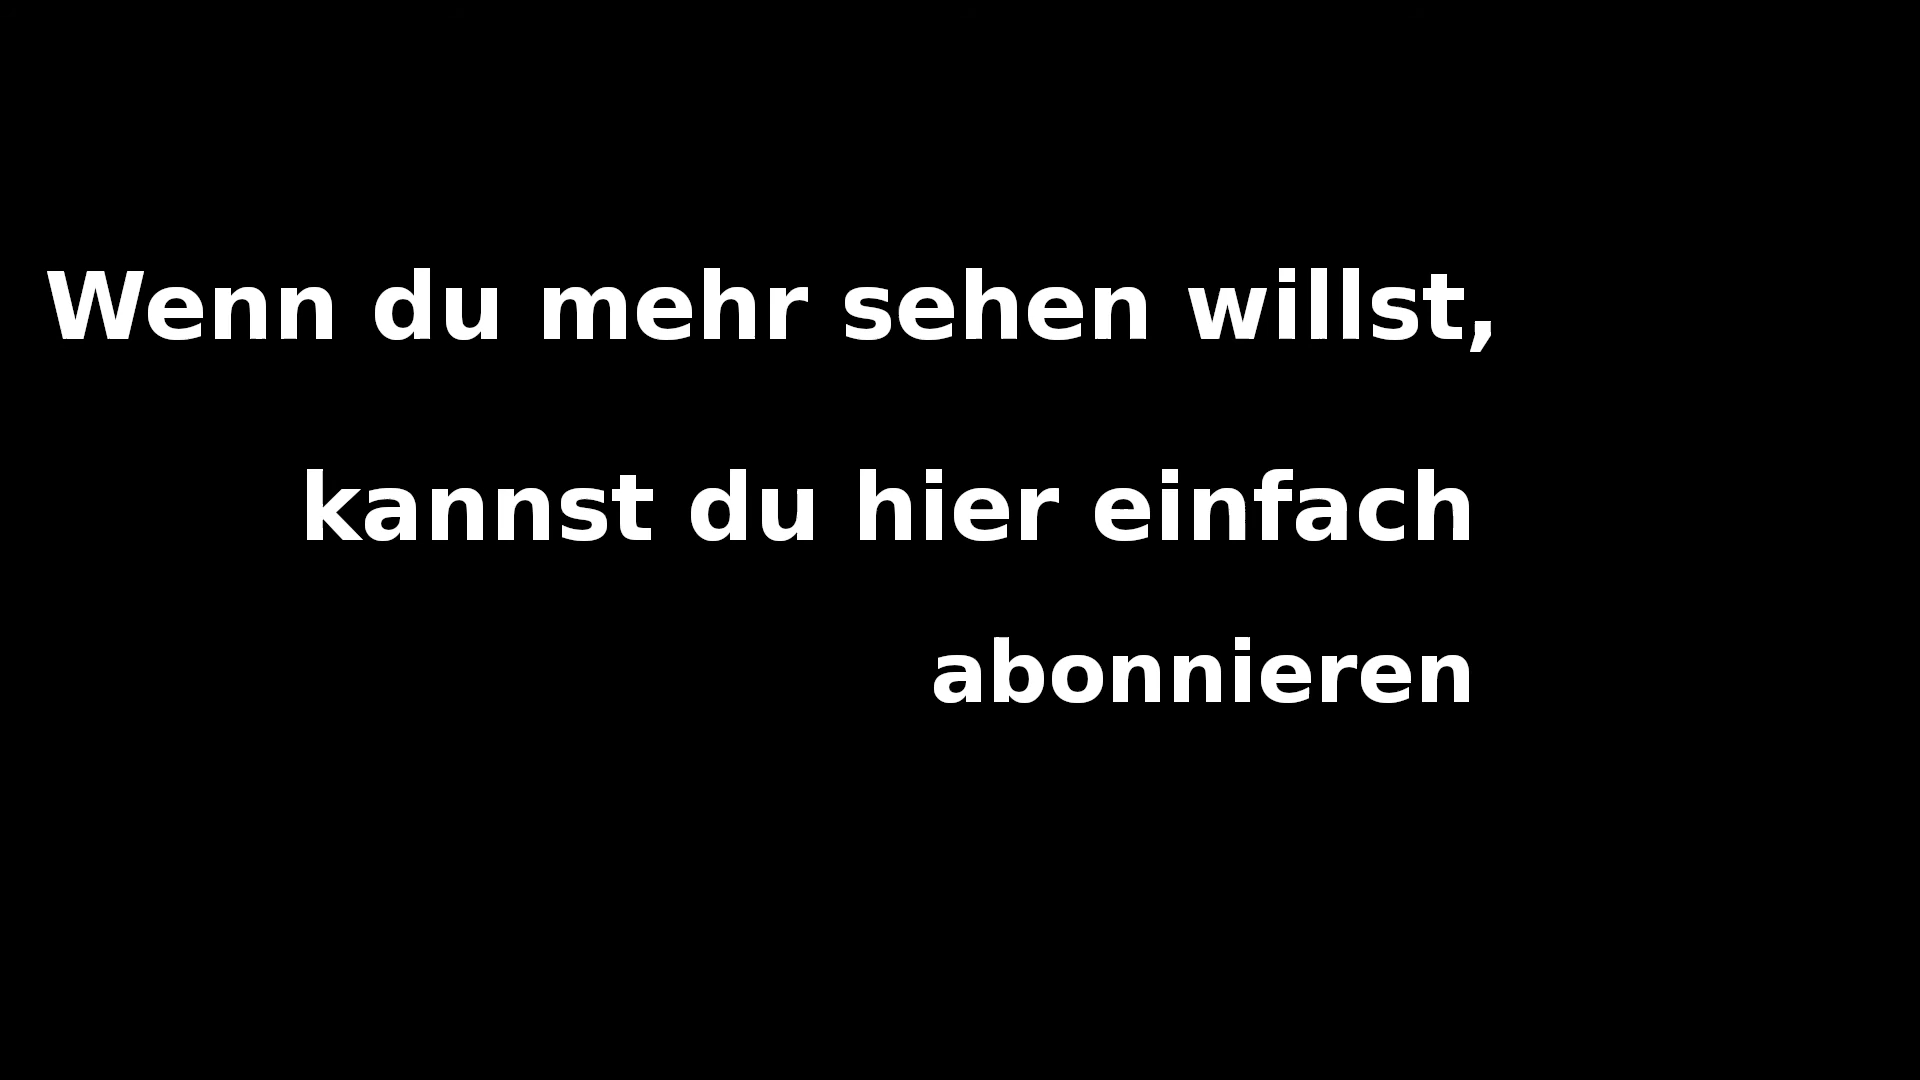 Wenn du mehr sehen willst,
kannst du hier einfach
abonnieren